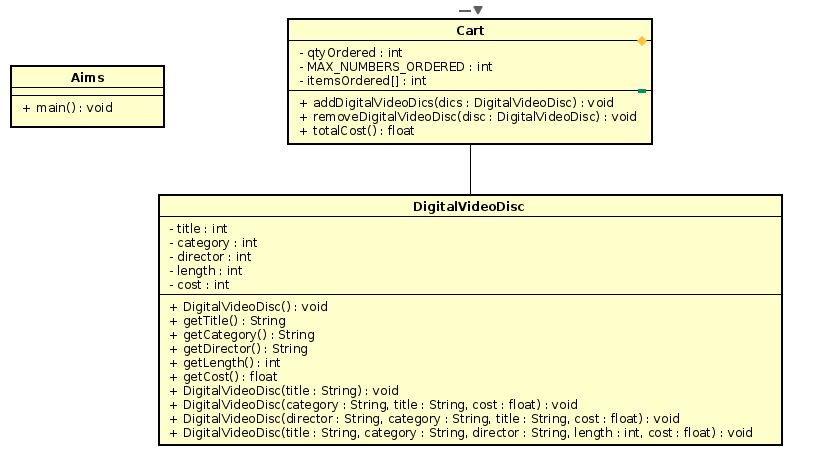 Aims
+ main() : void
Cart
- qtyOrdered : int
- MAX_NUMBERS_ORDERED : int
- itemsOrdered[] : int
+ addDigitalVideoDics(dics : DigitalVideoDisc) : void
+ removeDigitalVideoDisc(disc : DigitalVideoDisc) : void
+ totalCost() : float
DigitalVideoDisc
- title : int
- category : int
- director : int
- length : int
- cost : int
+ DigitalVideoDisc() : void
+ getTitle() : String
+ getCategory() : String
+ getDirector() : String
+ getLength() : int
+ getCost() : float
+ DigitalVideoDisc(title : String) : void
+ DigitalVideoDisc(category : String, title : String, cost : float) : void
+ DigitalVideoDisc(director : String, category : String, title : String, cost : float) : void
+ DigitalVideoDisc(title : String, category : String, director : String, length : int, cost : float) : void